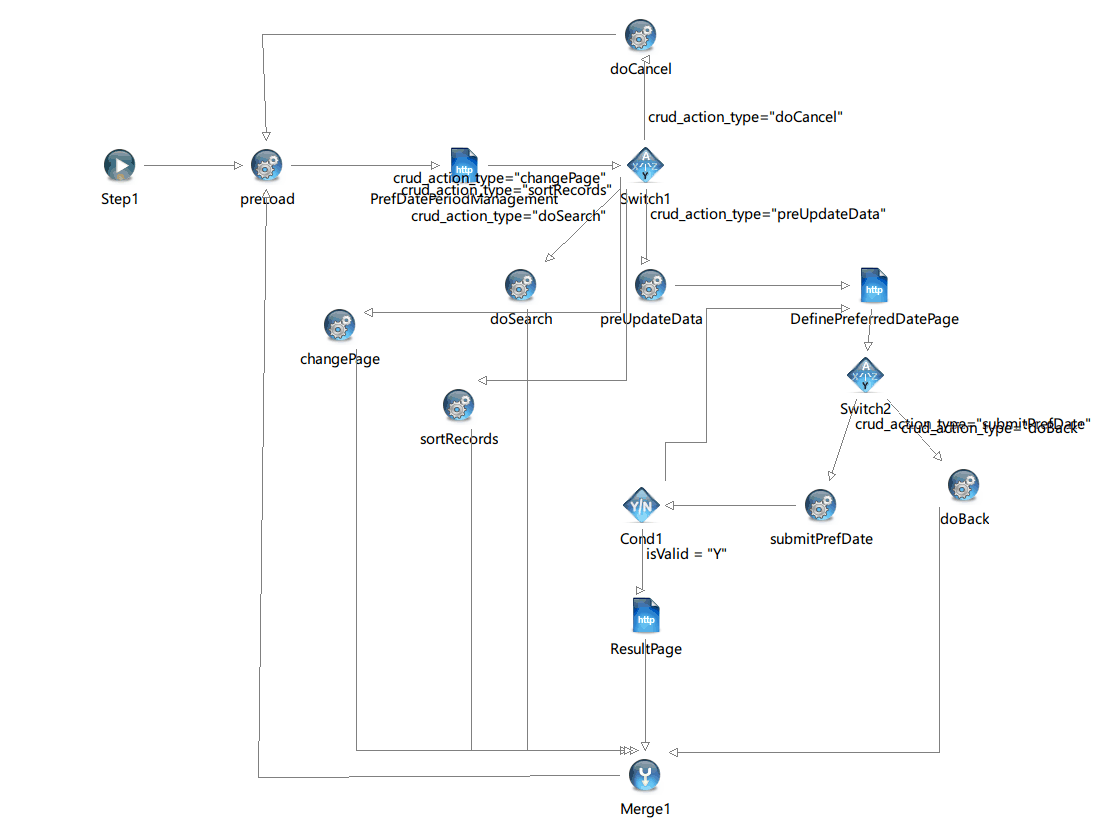 doCancel
crud_action_type="doCancel"
http
A
X Z
Y
crud_action_type="changePage"
crud_action_type="sortRecords"
Step1
preload
PrefDatePeriodManagement
Switch1
crud_action_type="doSearch"
crud_action_type="preUpdateData"
http
doSearch
preUpdateData
DefinePreferredDatePage
changePage
A
X Z
Y
Switch2
crud_action_type="submitPrefDate"
crud_action_type="doBack"
sortRecords
Y/N
doBack
Cond1
submitPrefDate
isValid = "Y"
http
ResultPage
Merge1